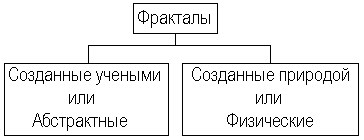 Фракталы
Созданные учеными
или
Абстрактные
Созданные природой
или
Физические